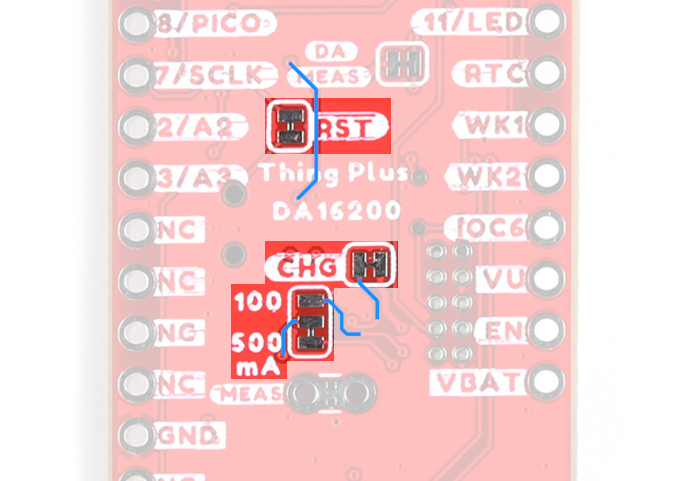 8/PICO
11/LED
DA
MEAS
7/SCLK
RTC
2/A2
RST
WK1
Thing Plus
3/A3
WK2
DA16200
NC
IOC6
CHG
NC
VU
100
NC
EN
500
mA
NC
MEAS
VBAT
GND